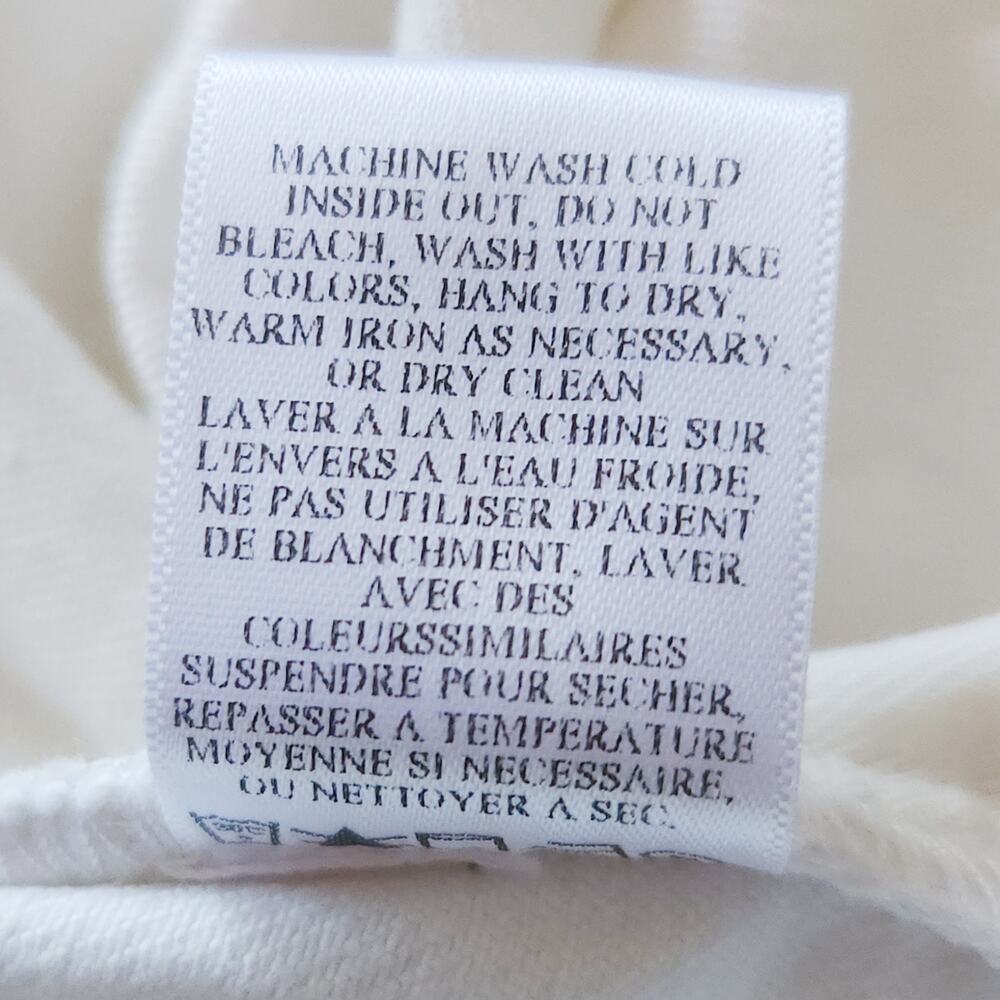 MACHINE WASH COLD
INSIDE OUT, DO NOT
BLEACH, WASH WITH LIKE
COLORS, HANG TO DRY,
WARM IRON AS NECESSARY,
OR DRY CLEAN
LAVER A LA MACHINE SUR
L'ENVERS A L'EAU FROIDE,
NE PAS UTILISER D'AGENT
DE BLANCHMENT, LAVER
AVEC DES
COLEURSSIMILAIRES
SUSPENDRE POUR SECHER,
REPASSER A TEMPERATURE
MOYENNE SI NECESSAIRE,
OU NETTOYER A SEC.